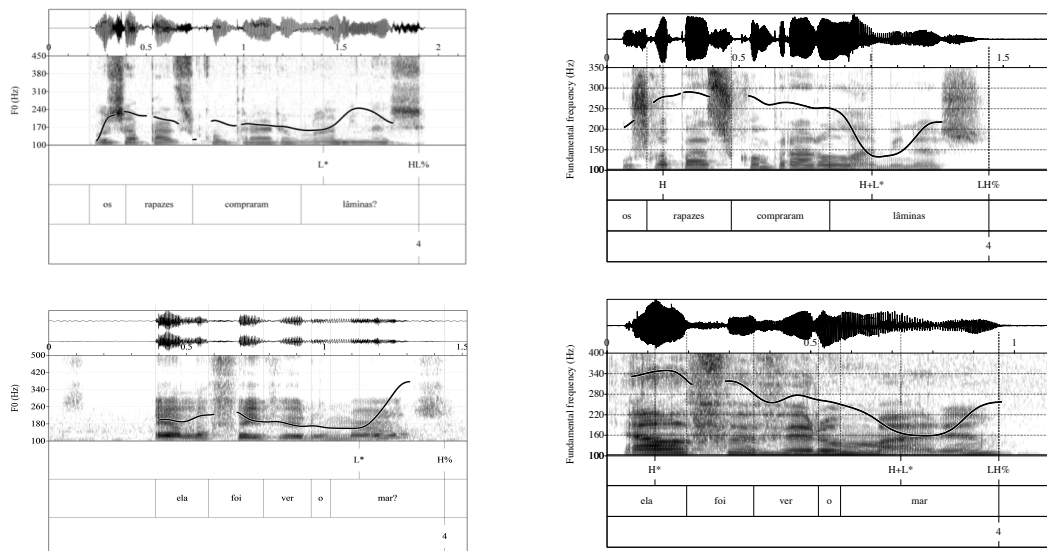 0 0.5 1 1.5 2
450
380
310
240
170
100
F0 (Hz)
L* HL%
os rapazes compraram lâminas?
4
0 0.5 1 1.5
350
300
250
200
150
100
Fundamental frequency (Hz)
H H+L* LH%
os rapazes compraram lâminas
4
0 0.5 1 1.5
500
420
340
260
180
100
F0 (Hz)
L* H%
ela foi ver o mar?
4
0 0.5 1
400
340
280
220
160
100
Fundamental frequency (Hz)
H* H+L* LH%
ela foi ver o mar
4